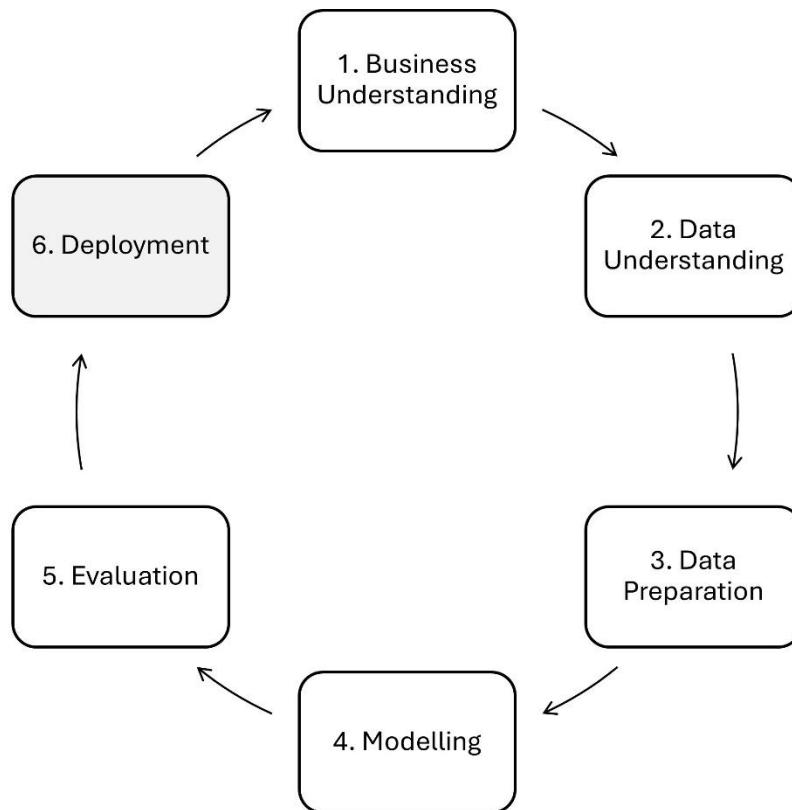 1. Business
Understanding
2. Data
Understanding
3. Data
Preparation
4. Modelling
5. Evaluation
6. Deployment